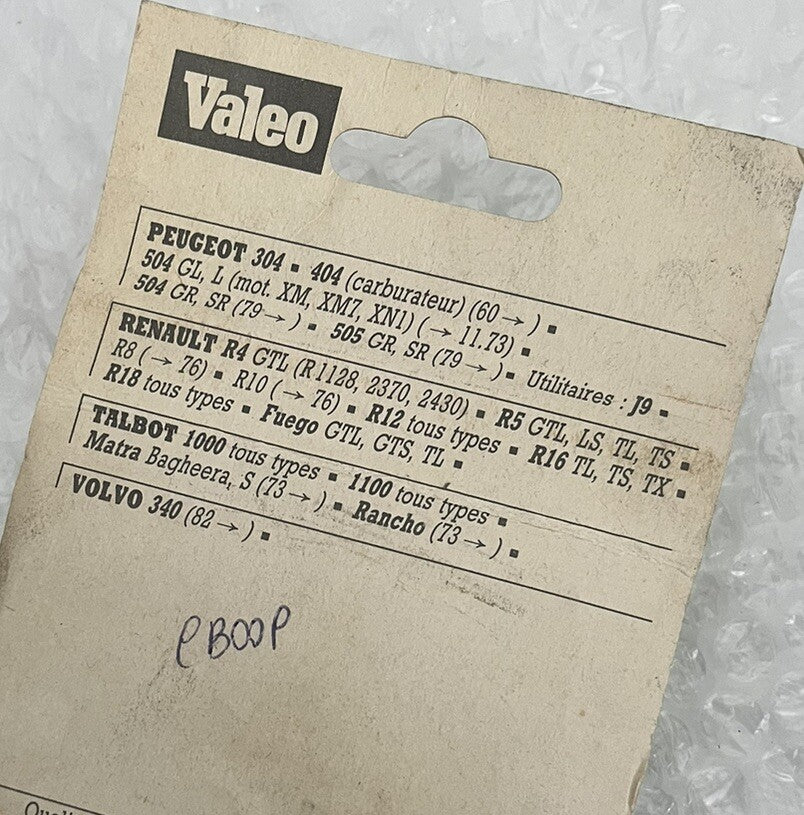 Valeo
PEUGEOT 304 ▪ 404 (carburateur) (60 → ) ▪
504 GL, L (mot. XM, XM7, XN1) (→ 11.73) ▪
504 GR, SR (79→ ) ▪ 505 GR, SR (79 → ) ▪ Utilitaires : J9 ▪
RENAULT R4 GTL (R1128, 2370, 2430) ▪ R5 GTL, LS, TL, TS ▪
R8 (→ 76) ▪ R10 (→ 76) ▪ R12 tous types ▪ R16 TL, TS, TX ▪
R18 tous types ▪ Fuego GTL, GTS, TL ▪
TALBOT 1000 tous types ▪ 1100 tous types ▪
Matra Bagheera, S (73→ ) ▪ Rancho (73→ ) ▪
VOLVO 340 (82 → ) ▪